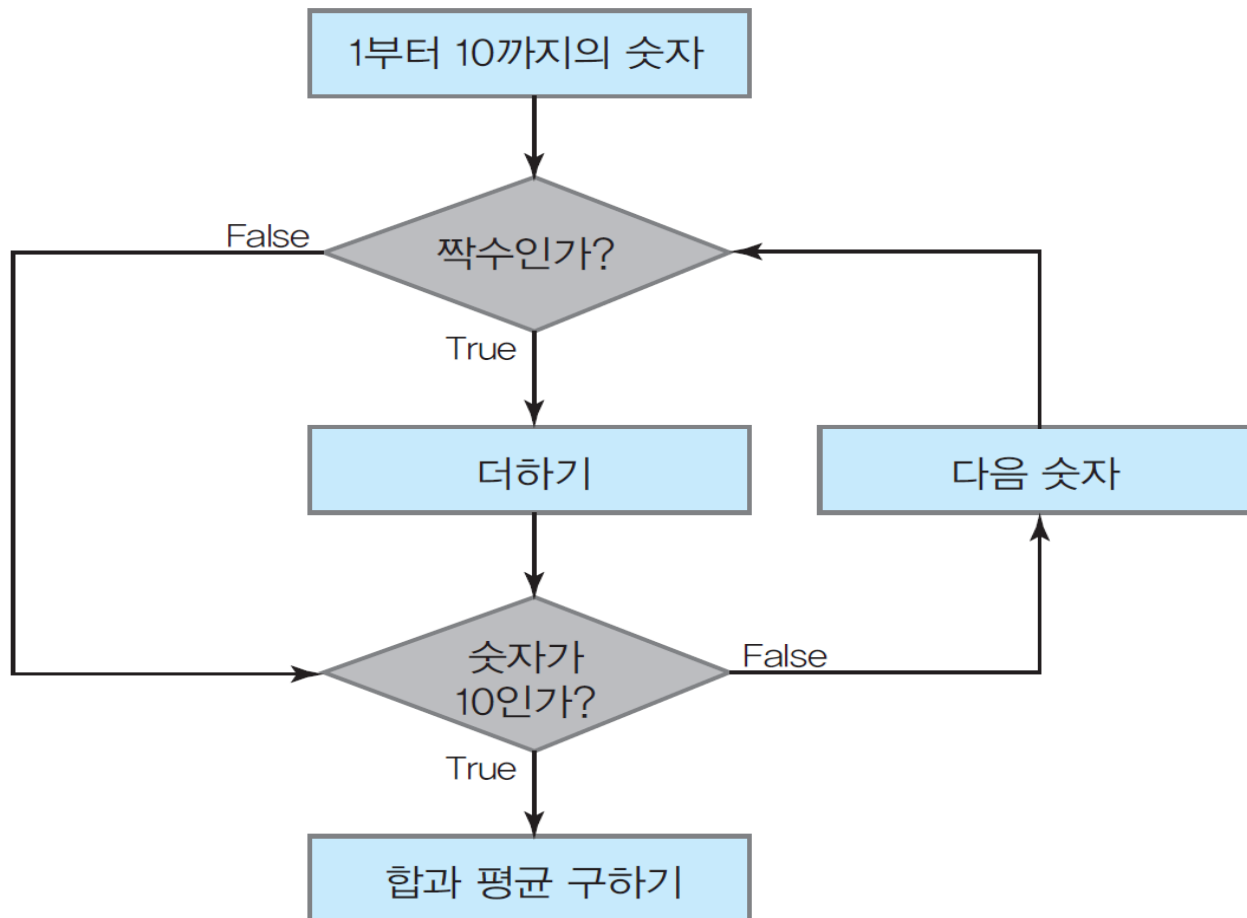 1부터 10까지의 숫자
False
짝수인가?
True
더하기
다음 숫자
숫자가
10인가?
False
True
합과 평균 구하기